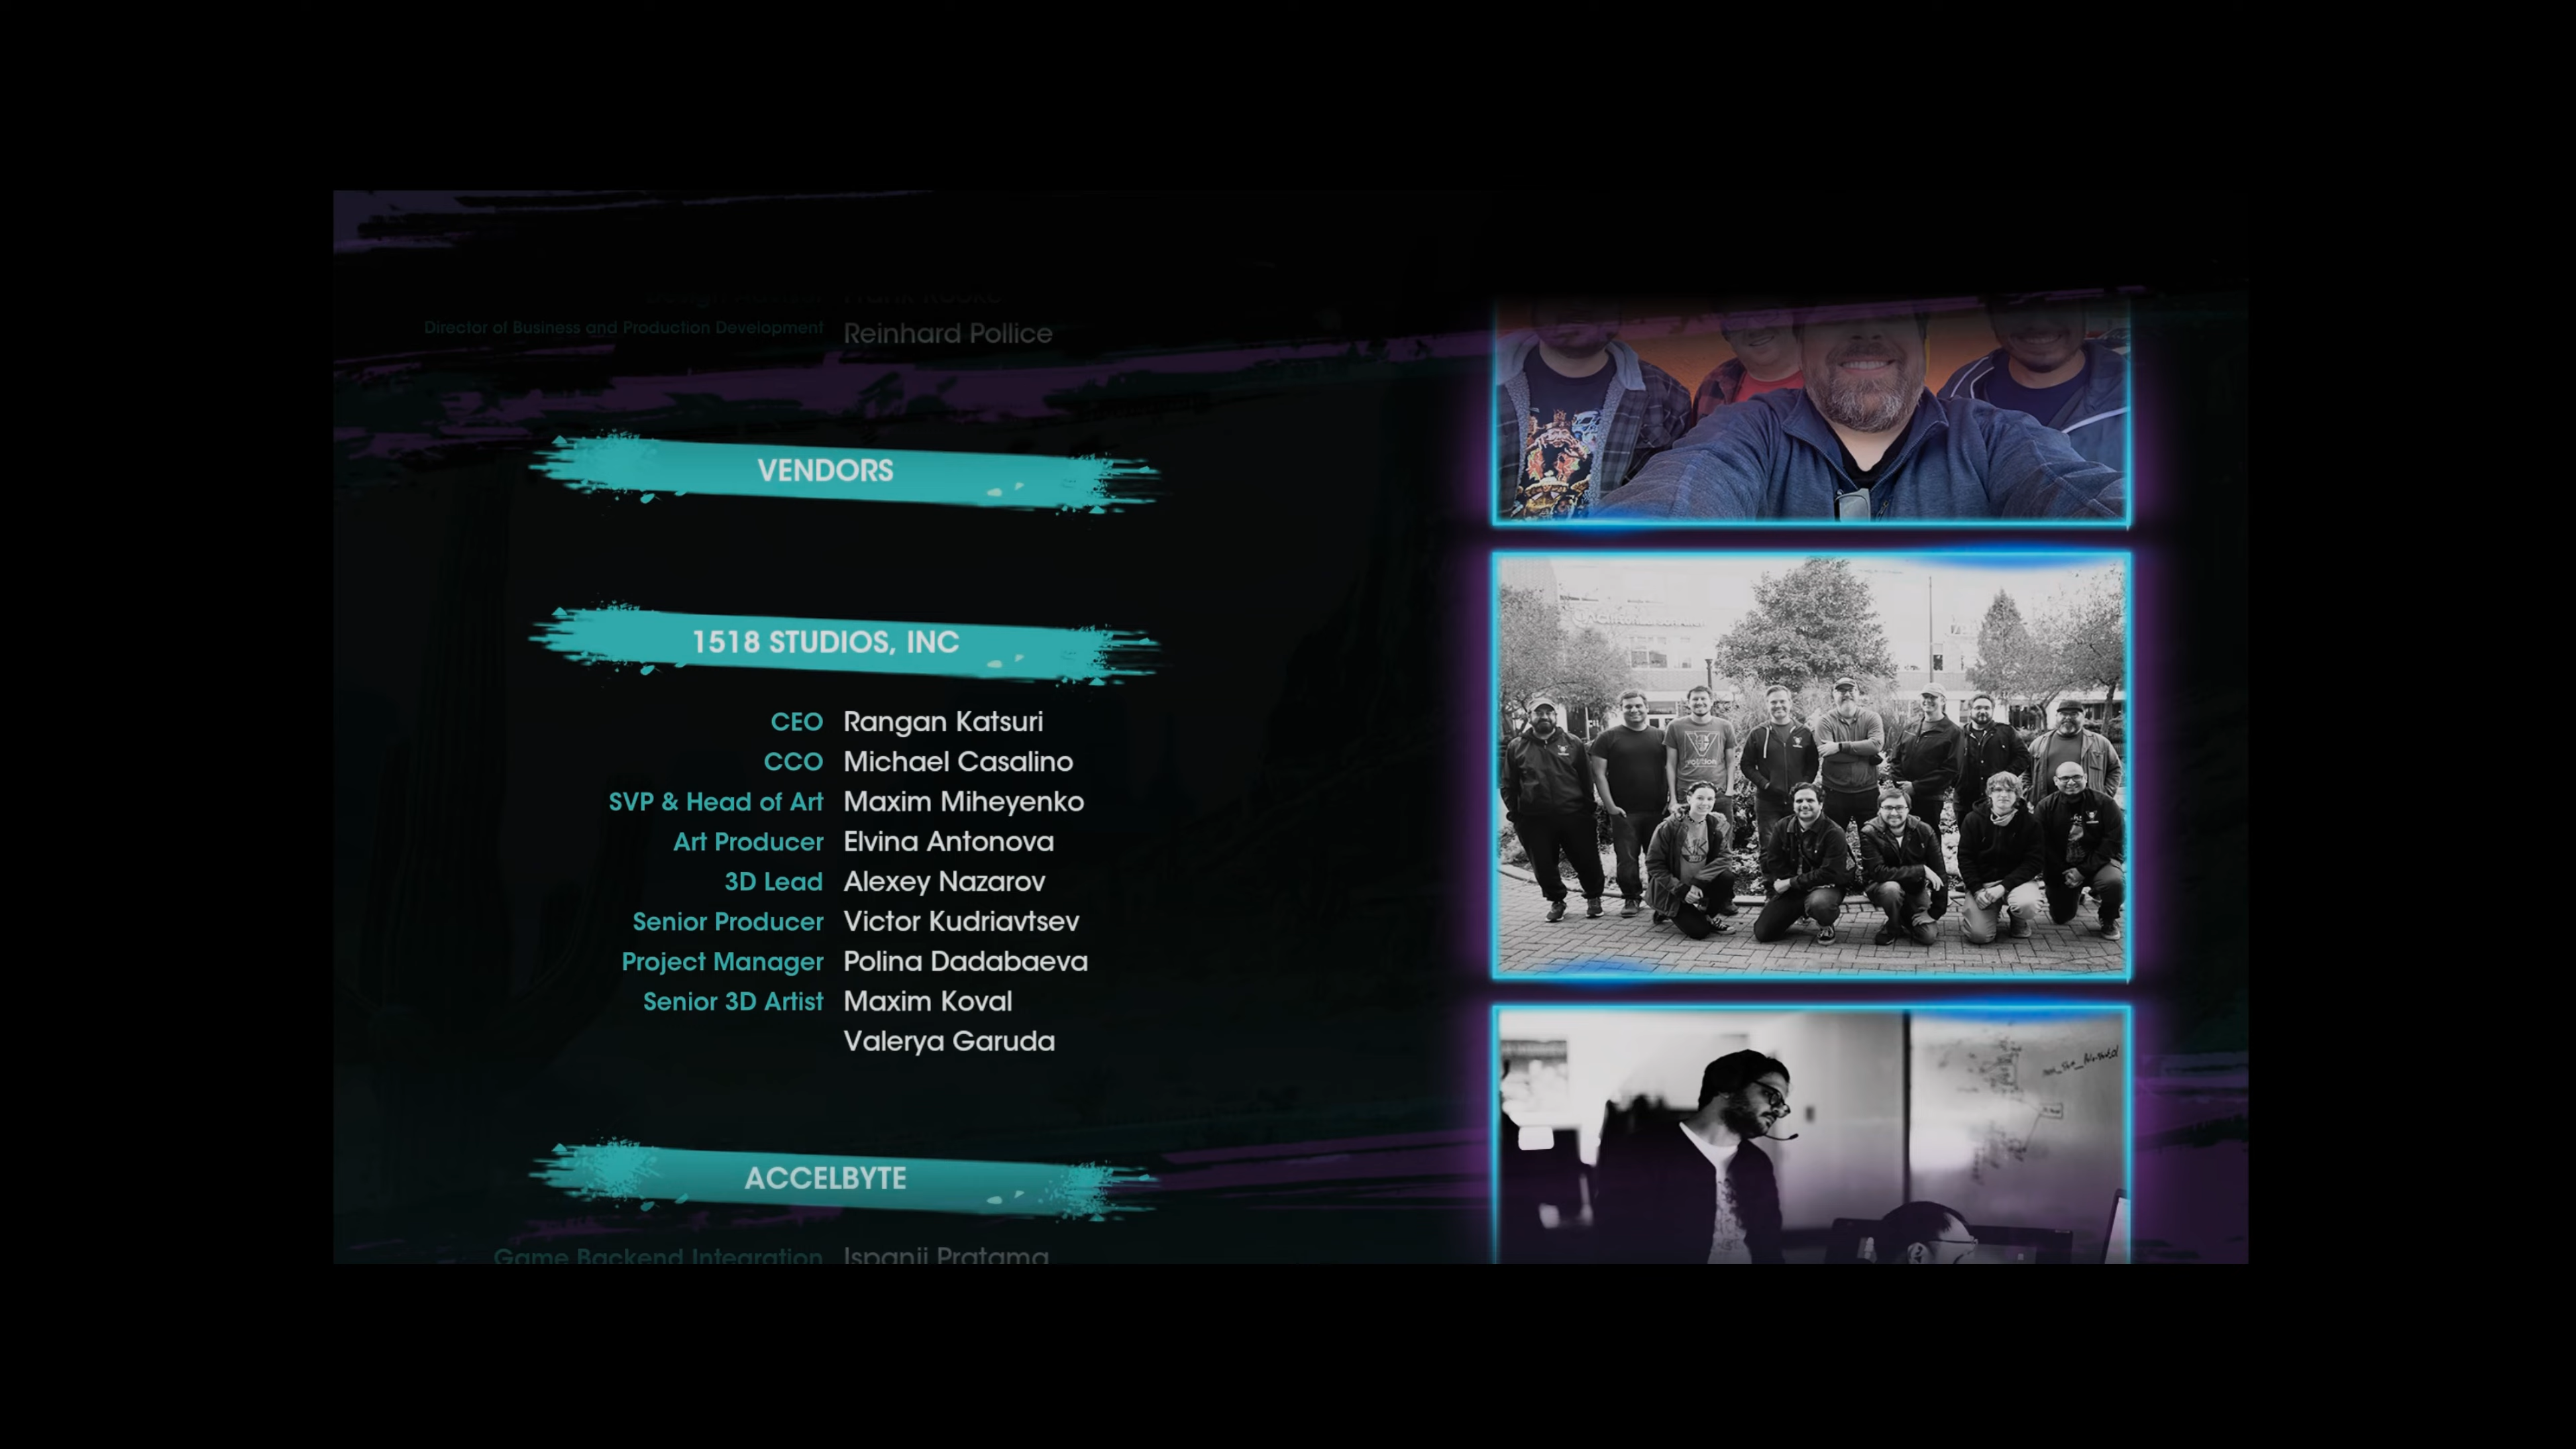 Director of Business and Production Development Reinhard Pollice
VENDORS
1518 STUDIOS, INC
CEO Rangan Katsuri
CCO Michael Casalino
SVP & Head of Art Maxim Miheyenko
Art Producer Elvina Antonova
3D Lead Alexey Nazarov
Senior Producer Victor Kudriavtsev
Project Manager Polina Dadabaeva
Senior 3D Artist Maxim Koval
Valerya Garuda
ACCELBYTE
Game Backend Integration Ispanji Pratama